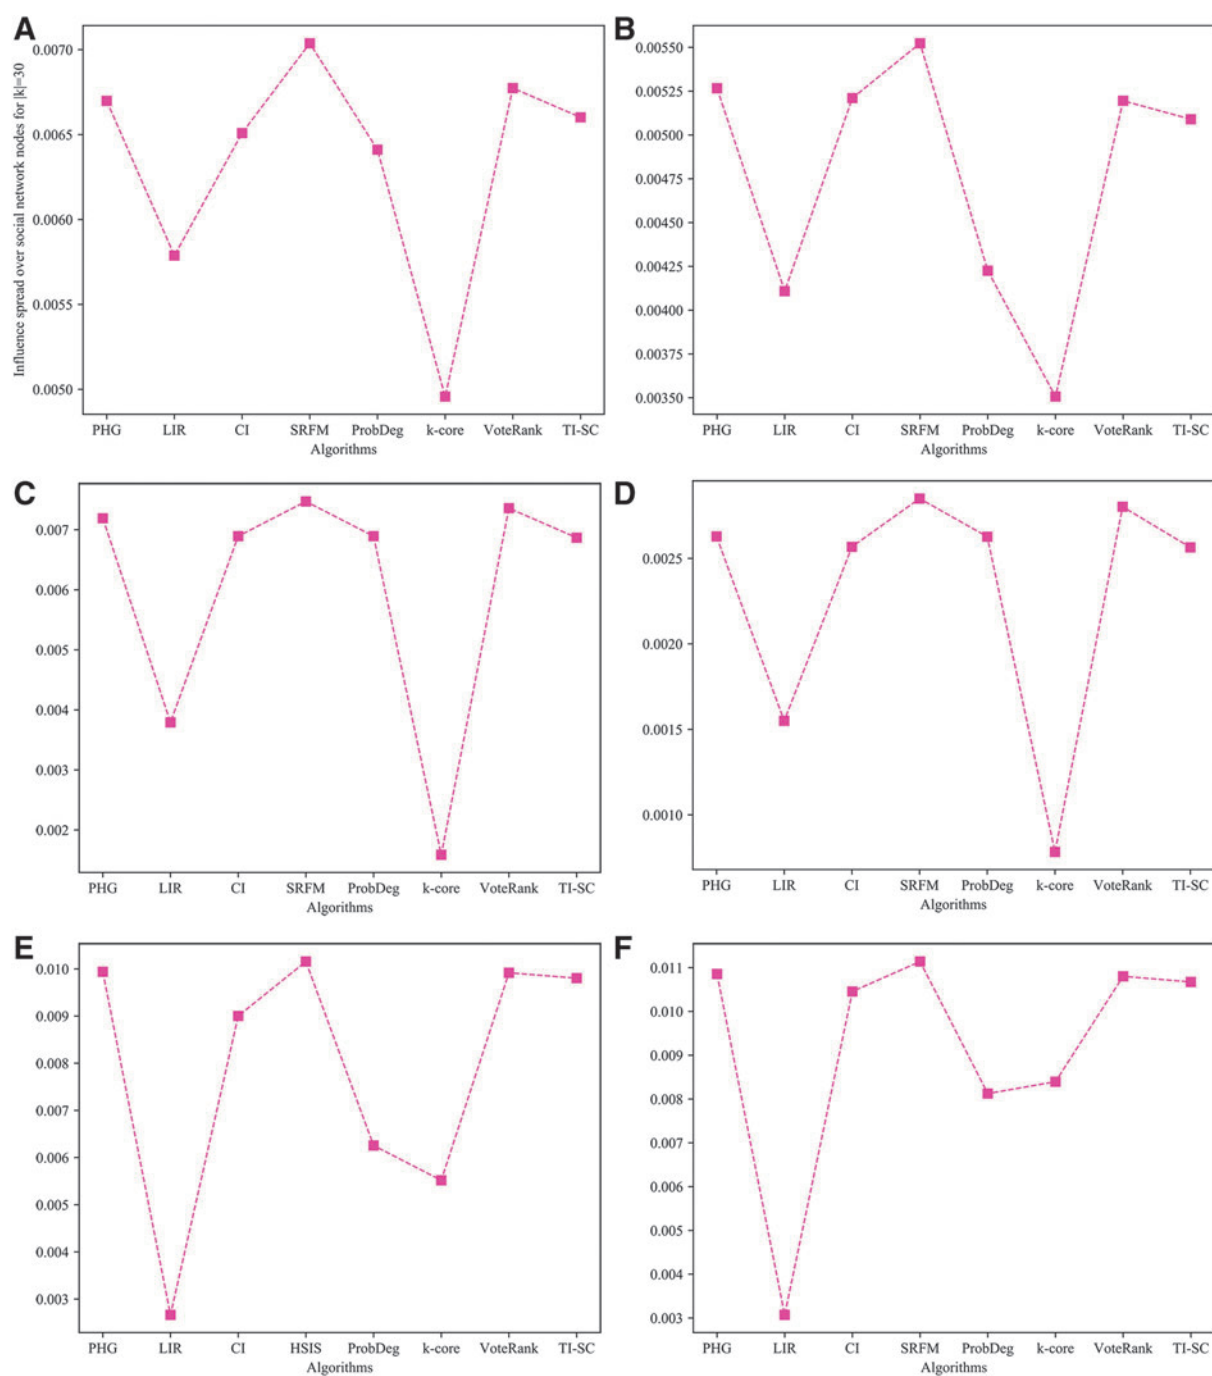 A
B
Influence spread over social network nodes for |k|=30
0.0070
0.0065
0.0060
0.0055
0.0050
PHG LIR CI SRFM ProbDeg k-core VoteRank TI-SC
Algorithms
0.00550
0.00525
0.00500
0.00475
0.00450
0.00425
0.00400
0.00375
0.00350
PHG LIR CI SRFM ProbDeg k-core VoteRank TI-SC
Algorithms
C
D
0.007
0.006
0.005
0.004
0.003
0.002
PHG LIR CI SRFM ProbDeg k-core VoteRank TI-SC
Algorithms
0.0025
0.0020
0.0015
0.0010
PHG LIR CI SRFM ProbDeg k-core VoteRank TI-SC
Algorithms
E
F
0.010
0.009
0.008
0.007
0.006
0.005
0.004
0.003
PHG LIR CI HSIS ProbDeg k-core VoteRank TI-SC
Algorithms
0.011
0.010
0.009
0.008
0.007
0.006
0.005
0.004
0.003
PHG LIR CI SRFM ProbDeg k-core VoteRank TI-SC
Algorithms